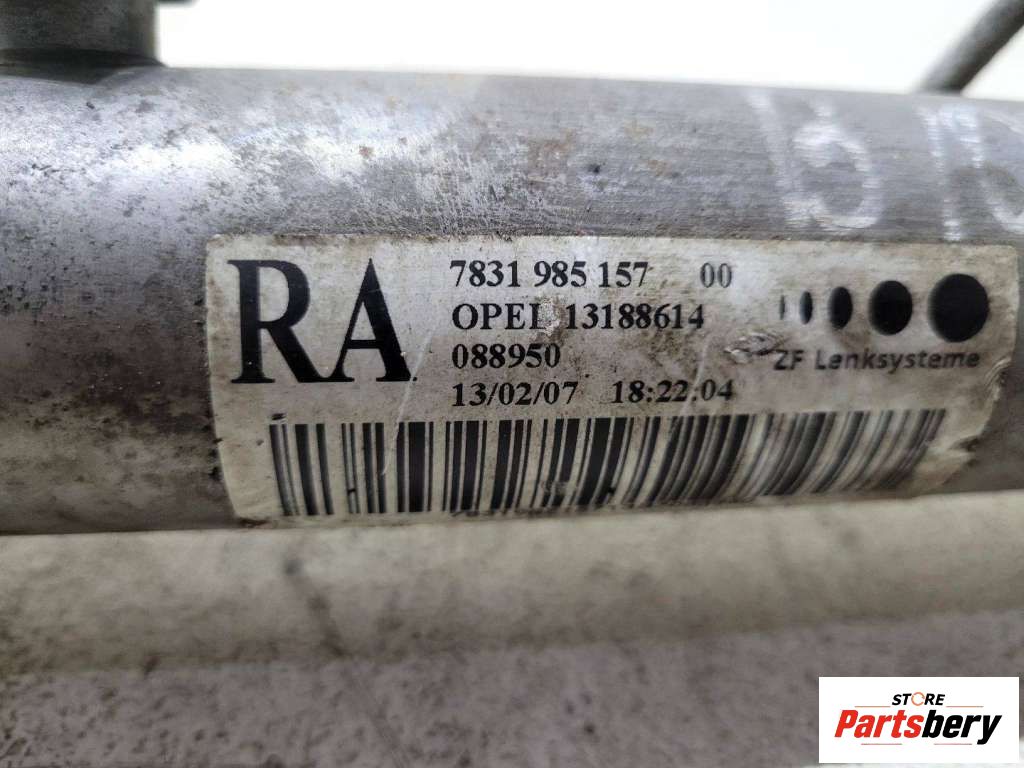 RA
7831 985 157 00
OPEL 13188614
088950
13/02/07 18:22:04
ZF Lenksysteme
STORE
Partsbery